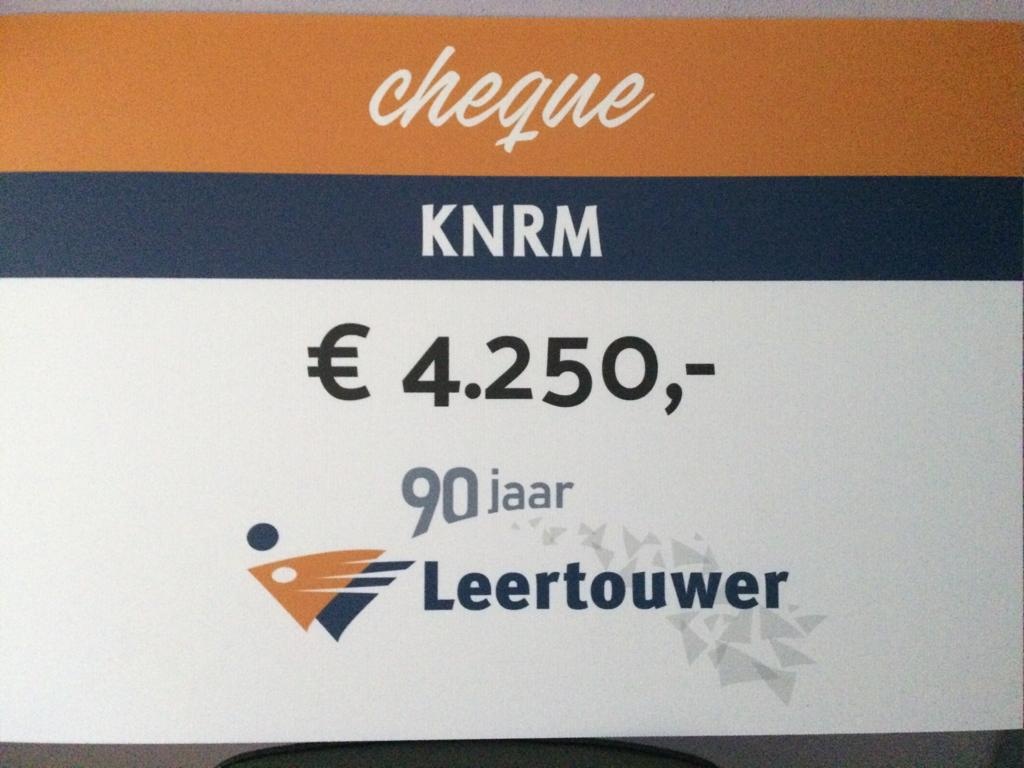 cheque
KNRM
€ 4.250,-
90 jaar
Leertouwer